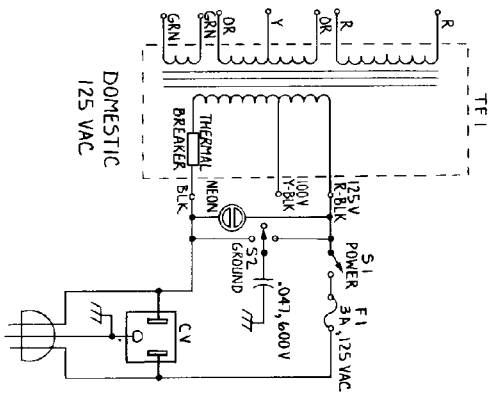 GRN
GRN
OR
Y
OR
R
R
TF1
DOMESTIC
125 VAC
THERMAL
BREAKER
BLK
NEON
100V
Y-BLK
125V
R-BLK
S2
GROUND
S1
POWER
F1
3A, 125 VAC
.047, 600V
CV